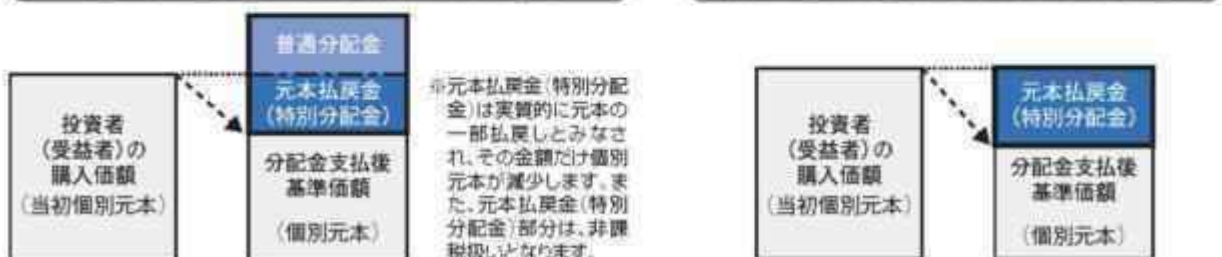 普通分配金
元本払戻金
(特別分配金)
投資者
(受益者)の
購入価額
(当初個別元本)
分配金支払後
基準価額
(個別元本)
※元本払戻金(特別分配
金)は実質的に元本の
一部払戻しとみなさ
れ、その金額だけ個別
元本が減少します。ま
た、元本払戻金(特別
分配金)部分は、非課
税扱いとなります。
元本払戻金
(特別分配金)
投資者
(受益者)の
購入価額
(当初個別元本)
分配金支払後
基準価額
(個別元本)